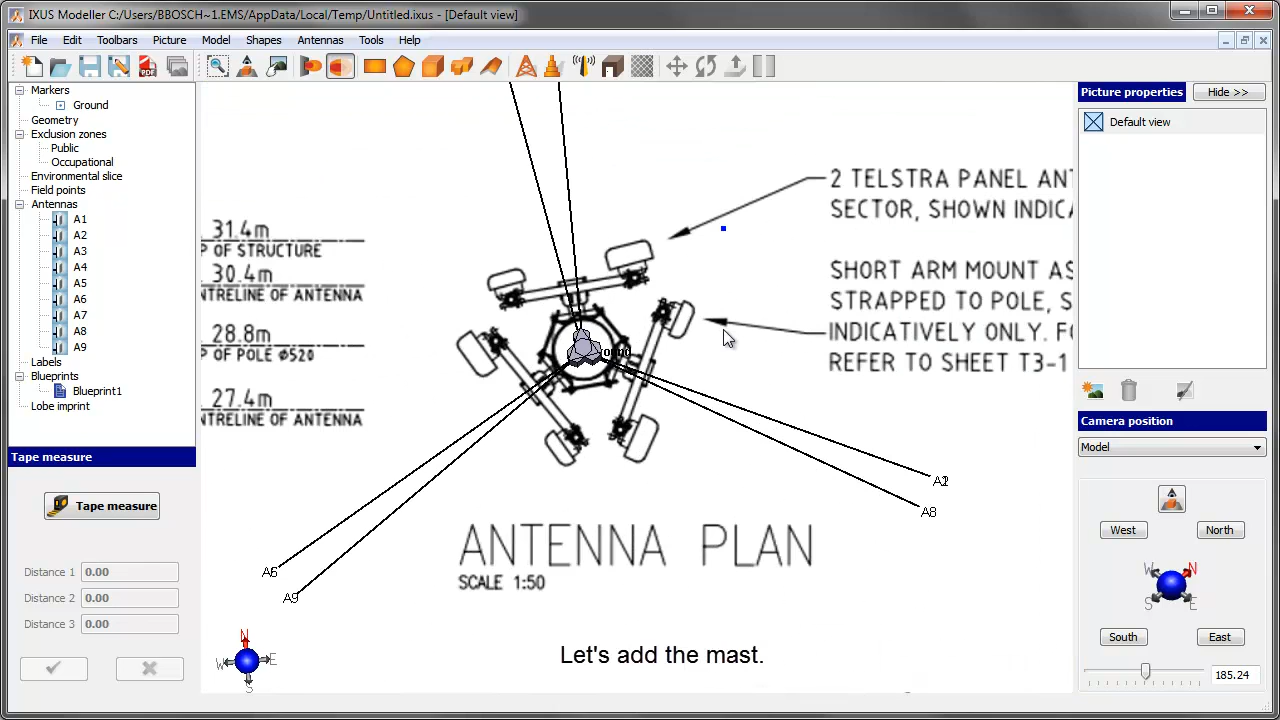 IXUS Modeller C:/Users/BBOSCH~1.EMS/AppData/Local/Temp/Untitled.ixus - [Default view]
File Edit Toolbars Picture Model Shapes Antennas Tools Help
Markers
Ground
Geometry
Exclusion zones
Public
Occupational
Environmental slice
Field points
Antennas
A1
A2
A3
A4
A5
A6
A7
A8
A9
Labels
Blueprints
Blueprint1
Lobe imprint
Tape measure
Tape measure
Distance 1 0.00
Distance 2 0.00
Distance 3 0.00
31.4m
P OF STRUCTURE
30.4m
NTRELINE OF ANTENNA
28.8m
P OF POLE Ø520
27.4m
NTRELINE OF ANTENNA
2 TELSTRA PANEL ANT
SECTOR, SHOWN INDICA
SHORT ARM MOUNT AS
STRAPPED TO POLE, S
INDICATIVELY ONLY. FO
REFER TO SHEET T3-1
A8
A6
A9
ANTENNA PLAN
SCALE 1:50
N
W E
S
Let's add the mast.
Picture properties Hide >>
Default view
Camera position
Model
West North
W N
S E
South East
185.24